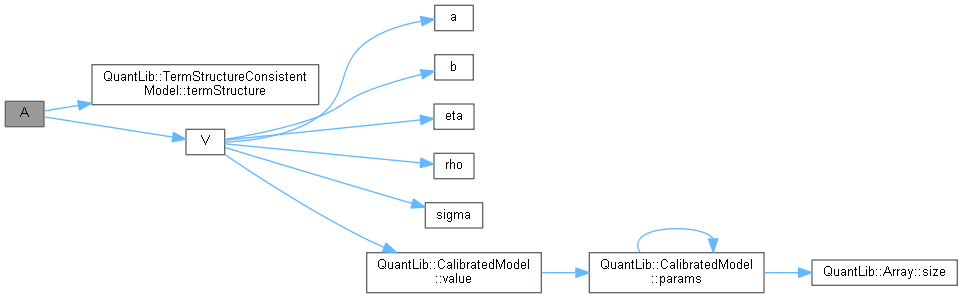 A
QuantLib::TermStructureConsistent
Model::termStructure
V
a
b
eta
rho
sigma
QuantLib::CalibratedModel
::value
QuantLib::CalibratedModel
::params
QuantLib::Array::size